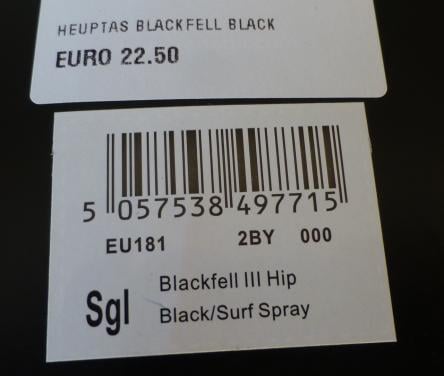 HEUPTAS BLACKFELL BLACK
EURO 22.50
5 057538 497715
EU181 2BY 000
Sgl
Blackfell III Hip
Black/Surf Spray